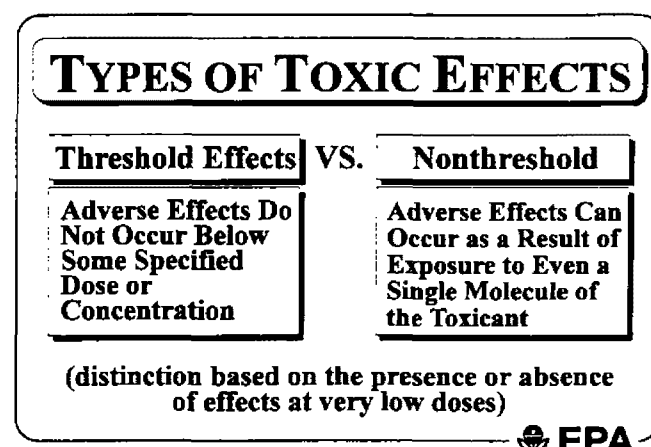 TYPES OF TOXIC EFFECTS
Threshold Effects VS. Nonthreshold
Adverse Effects Do
Not Occur Below
Some Specified
Dose or
Concentration
Adverse Effects Can
Occur as a Result of
Exposure to Even a
Single Molecule of
the Toxicant
(distinction based on the presence or absence
of effects at very low doses)
EPA